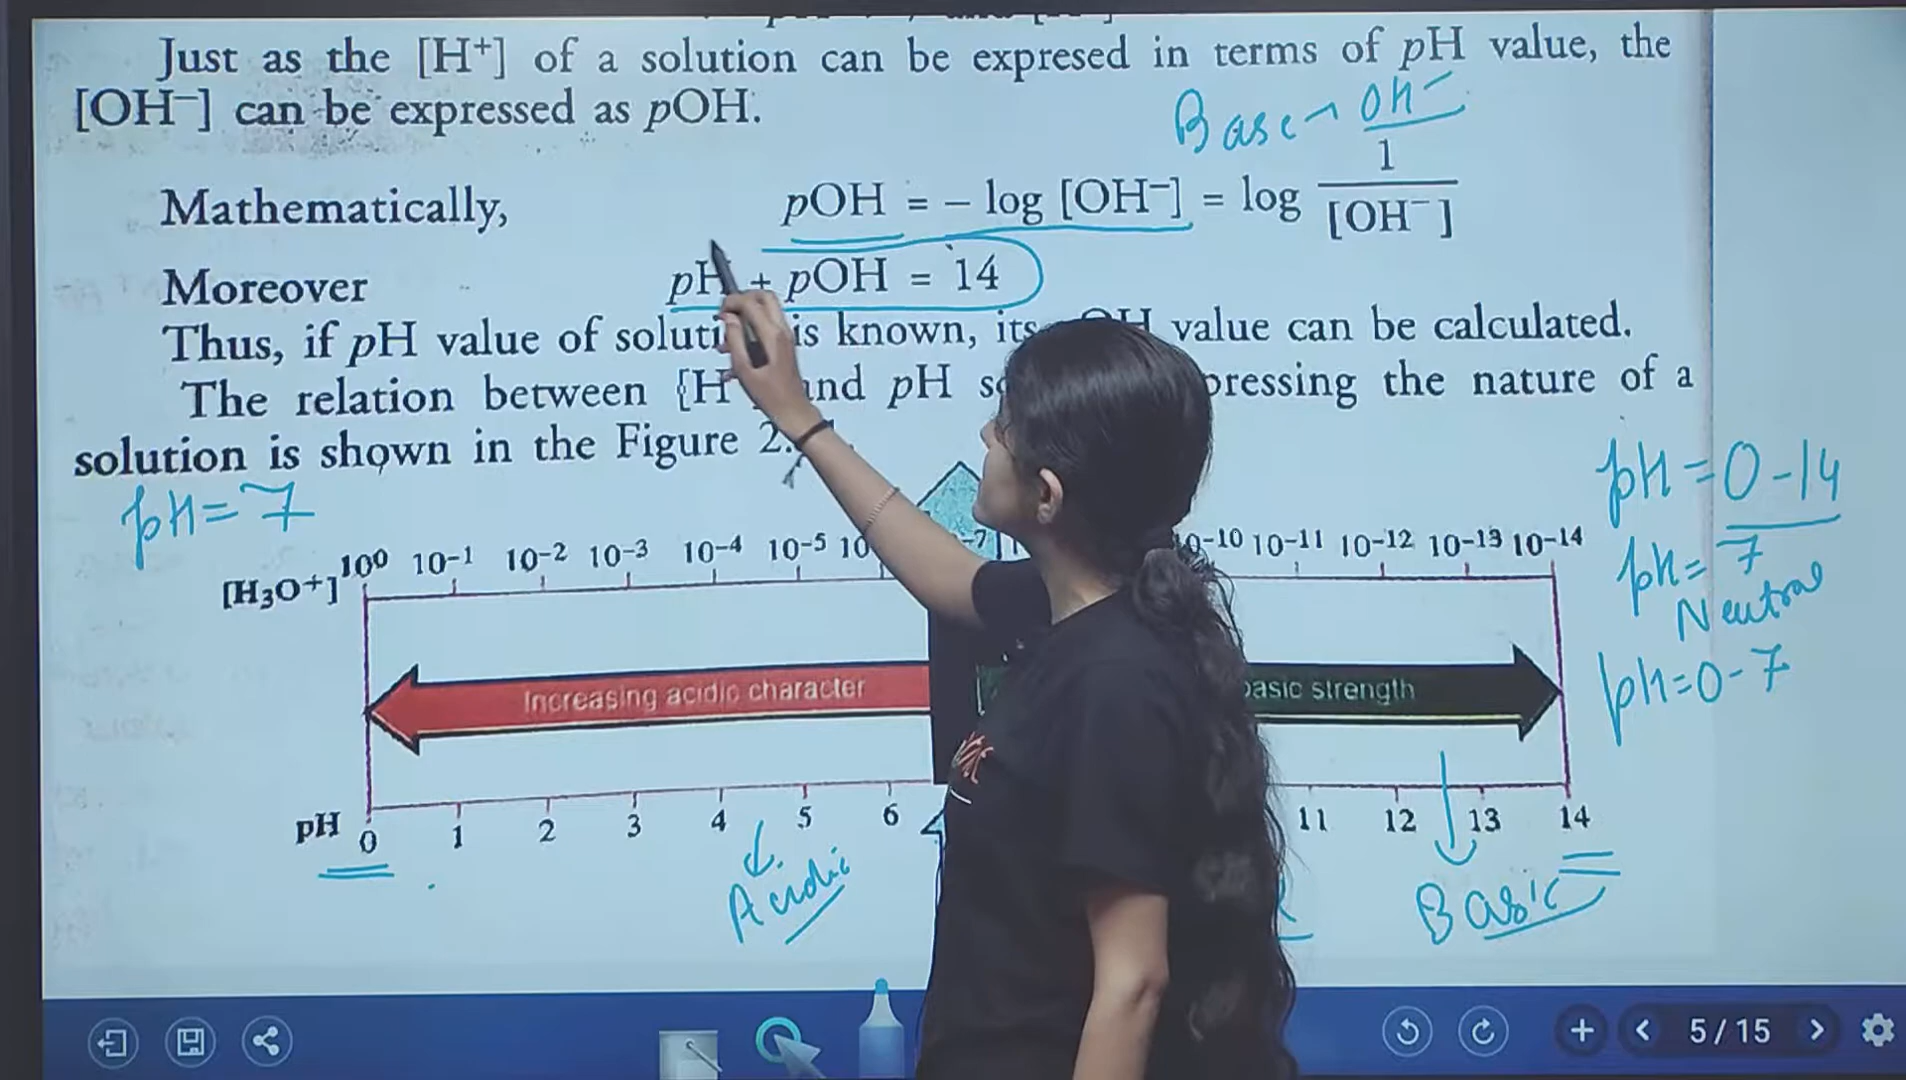 Just as the [H⁺] of a solution can be expresed in terms of pH value, the
[OH⁻] can be expressed as pOH.
Base → OH⁻
Mathematically, pOH = − log [OH⁻] = log 1/[OH⁻]
Moreover pH + pOH = 14
Thus, if pH value of is known, its value can be calculated.
The relation between {H and pH the nature of a
solution is shown in the Figure
pH = 7
pH = 0-14
pH = 7
Neutral
pH = 0-7
[H₃O⁺] 10⁰ 10⁻¹ 10⁻² 10⁻³ 10⁻⁴ 10⁻⁵ 10⁻¹¹ 10⁻¹² 10⁻¹³ 10⁻¹⁴
Increasing acidic character basic strength
pH 0 1 2 3 4 5 6 11 12 13 14
Acidic
Basic
5/15